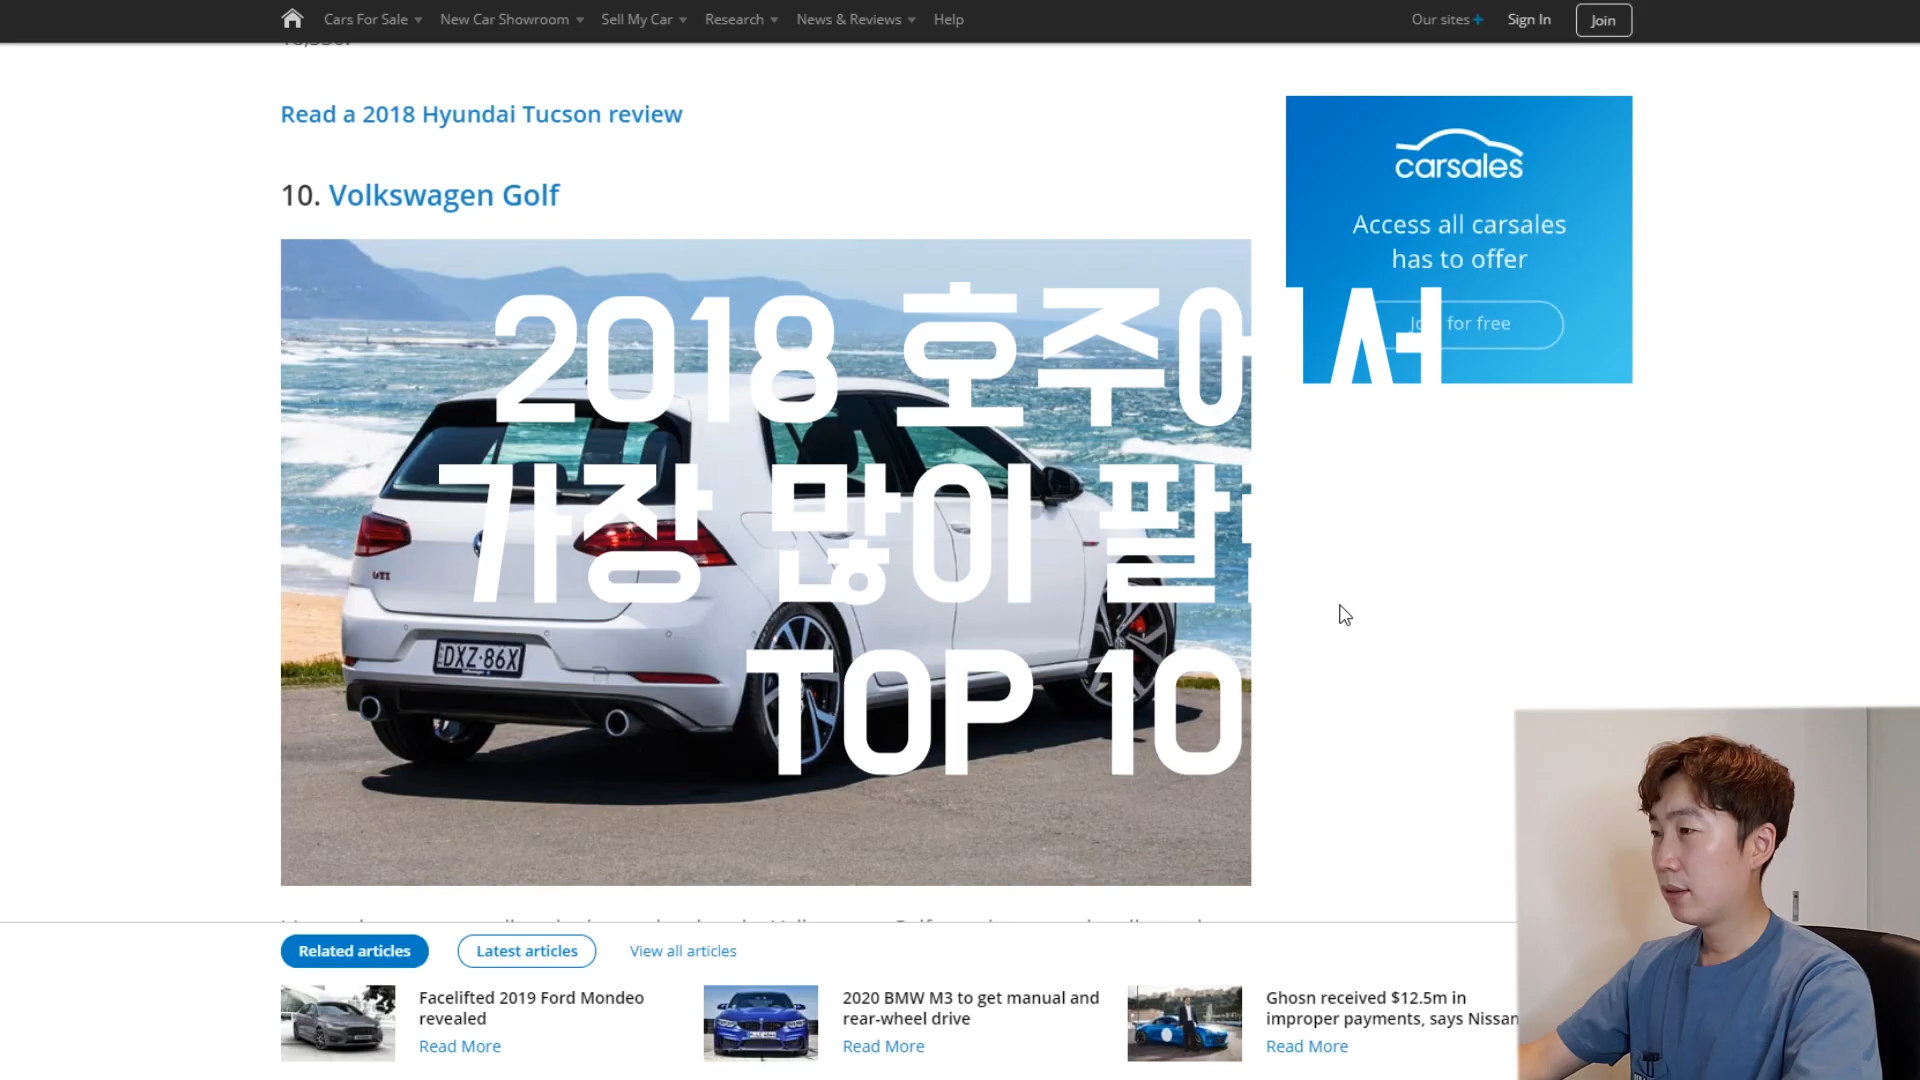 Cars For Sale
New Car Showroom
Sell My Car
Research
News & Reviews
Help
Our sites+
Sign In
Join
Read a 2018 Hyundai Tucson review
10. Volkswagen Golf
carsales
Access all carsales
has to offer
for free
2018 호주에서
가장 많이
TOP 10
GTI
DXZ·86X
Related articles
Latest articles
View all articles
Facelifted 2019 Ford Mondeo
revealed
Read More
2020 BMW M3 to get manual and
rear-wheel drive
Read More
Ghosn received $12.5m in
improper payments, says Nissan
Read More